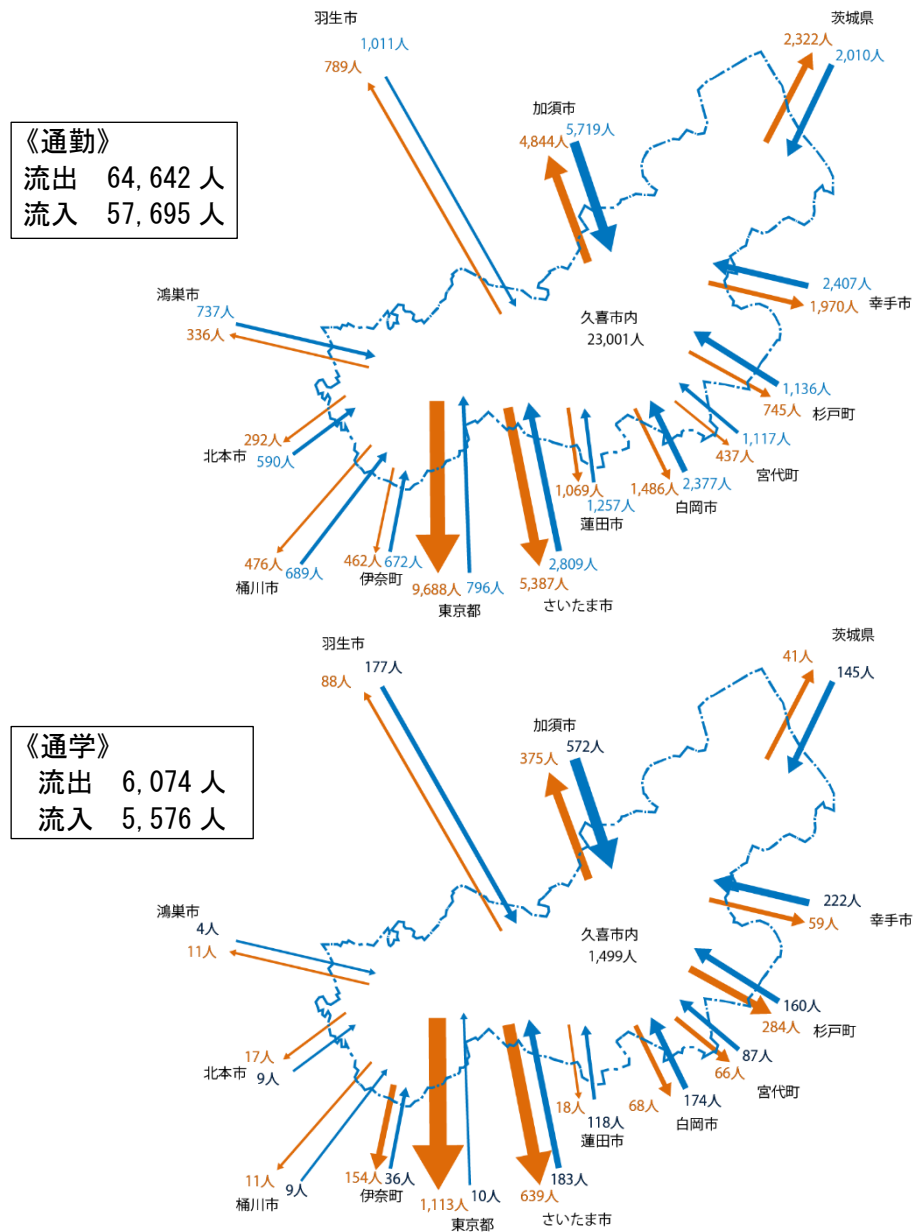 羽生市
1,011人
789人
茨城県
2,322人
2,010人
加須市
5,719人
4,844人
《通勤》
流出 64,642人
流入 57,695人
鴻巣市
737人
336人
久喜市内
23,001人
2,407人
1,970人
幸手市
1,136人
745人
杉戸町
292人
590人
北本市
1,117人
437人
宮代町
1,069人
1,257人
蓮田市
1,486人
2,377人
白岡市
476人
689人
桶川市
462人
672人
伊奈町
9,688人
796人
東京都
2,809人
5,387人
さいたま市
羽生市
177人
88人
茨城県
41人
145人
加須市
572人
375人
《通学》
流出 6,074人
流入 5,576人
鴻巣市
4人
11人
久喜市内
1,499人
222人
59人
幸手市
160人
284人
杉戸町
17人
9人
北本市
87人
66人
宮代町
18人
118人
蓮田市
68人
174人
白岡市
11人
9人
桶川市
154人
36人
伊奈町
1,113人
10人
東京都
183人
639人
さいたま市